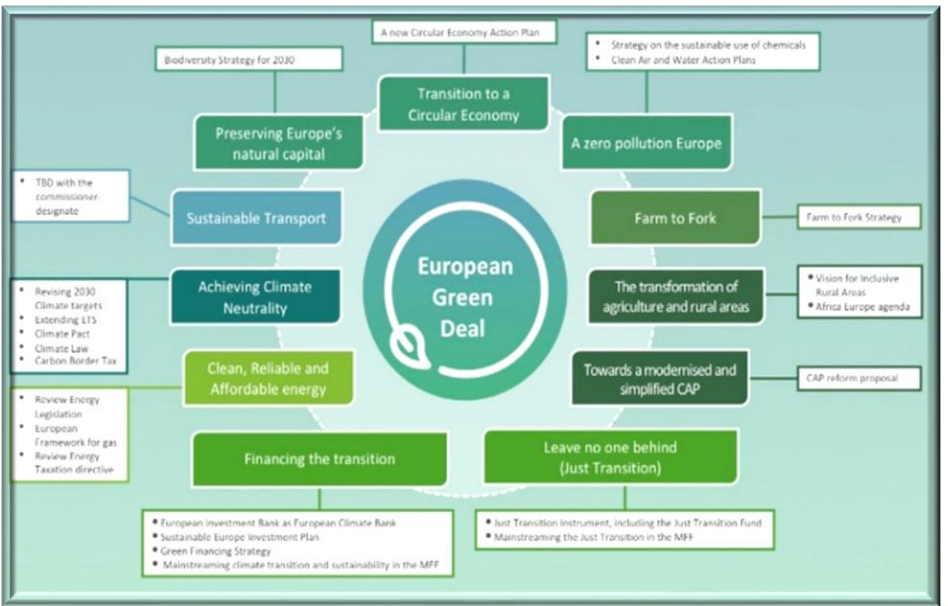 A new Circular Economy Action Plan
Biodiversity Strategy for 2030
• Strategy on the sustainable use of chemicals
• Clean Air and Water Action Plans
Transition to a
Circular Economy
Preserving Europe's
natural capital
A zero pollution Europe
• TBD with the
commissioner-
designate
Sustainable Transport
Farm to Fork
Farm to Fork Strategy
European
Green
Deal
Achieving Climate
Neutrality
• Revising 2030
Climate targets
• Extending ETS
• Climate Pact
• Climate Law
• Carbon Border Tax
The transformation of
agriculture and rural areas
• Vision for Inclusive
Rural Areas
• Africa Europe agenda
Clean, Reliable and
Affordable energy
• Review Energy
Legislation
• European
Framework for gas
• Review Energy
Taxation directive
Towards a modernised and
simplified CAP
CAP reform proposal
Financing the transition
• European Investment Bank as European Climate Bank
• Sustainable Europe Investment Plan
• Green Financing Strategy
• Mainstreaming climate transition and sustainability in the MFF
Leave no one behind
(Just Transition)
• Just Transition Instrument, including the Just Transition Fund
• Mainstreaming the Just Transition in the MFF